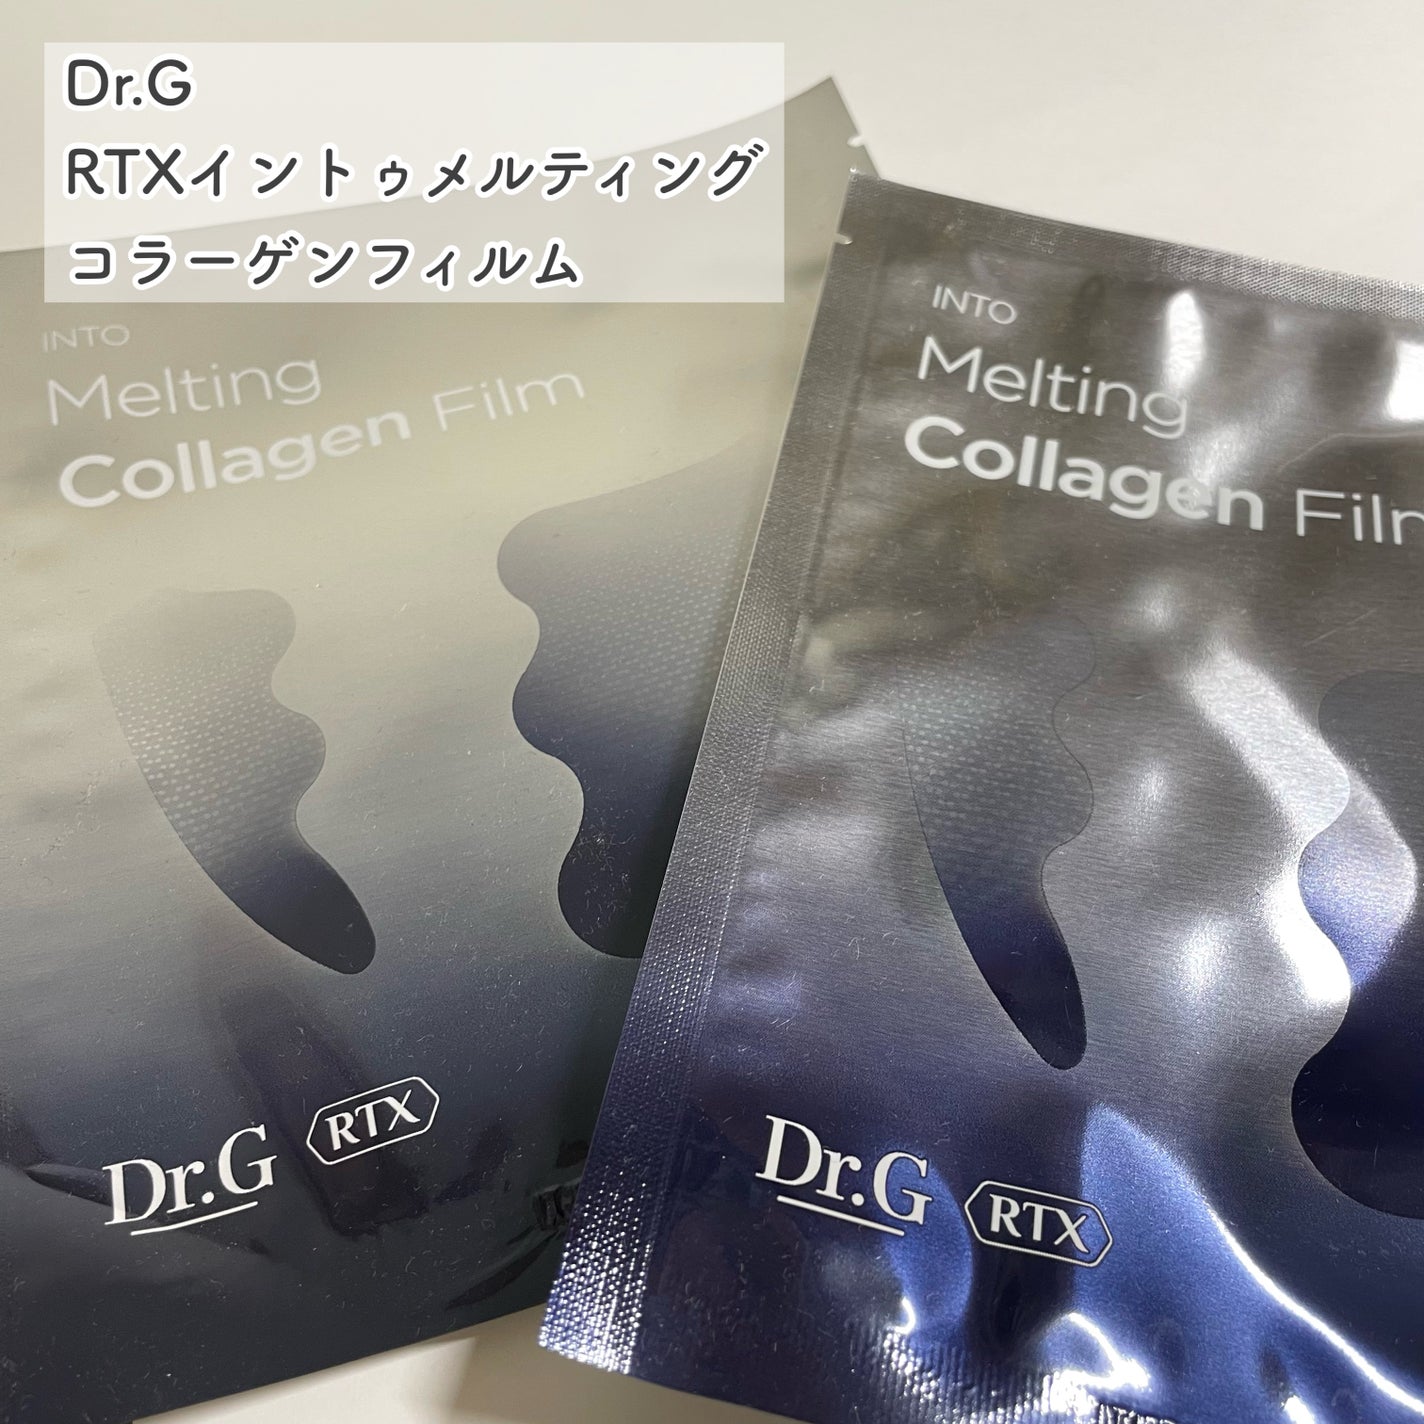 Dr.G
RTXイントゥメルティング
コラーゲンフィルム
INTO
Melting
Collagen Film
Dr.G RTX
INTO
Melting
Collagen Film
Dr.G RTX